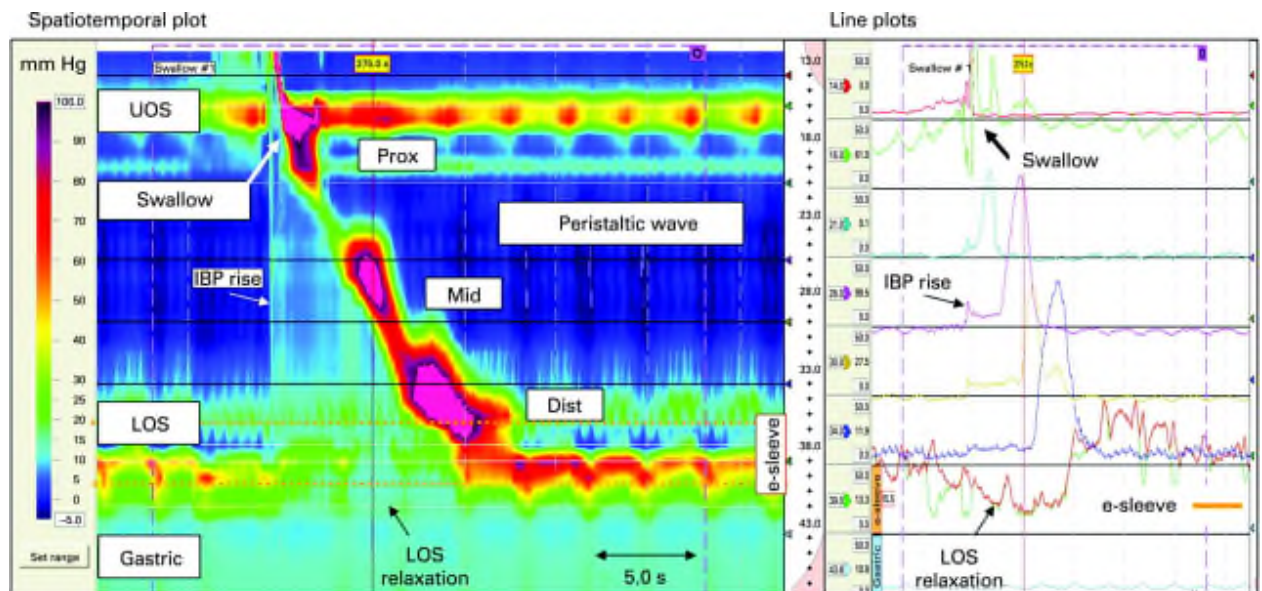 Spatiotemporal plot
Line plots
mm Hg
100.0
90
80
70
60
50
40
30
25
20
15
10
5
0
-5.0
Set range
Swallow #1
270.0 s
UOS
Prox
Swallow
Peristaltic wave
IBP rise
Mid
Dist
LOS
LOS
relaxation
Gastric
5,0 s
13.0
18.0
23.0
28.0
33.0
38.0
43.0
e-sleeve
Swallow # 1
Swallow
IBP rise
e-sleeve
LOS
relaxation
e-sleeve
Gastric